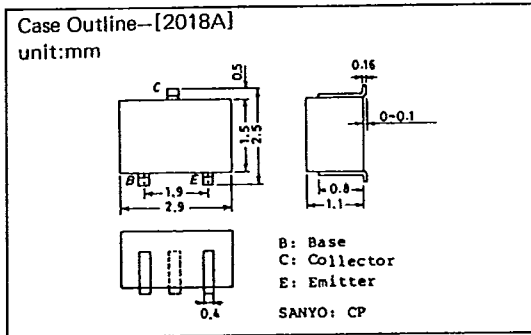 Case Outline—[2018A]
unit:mm
C
0.5
0.16
0-0.1
1.5
2.5
B
E
1.9
2.9
0.8
1.1
0.4
B: Base
C: Collector
E: Emitter
SANYO: CP